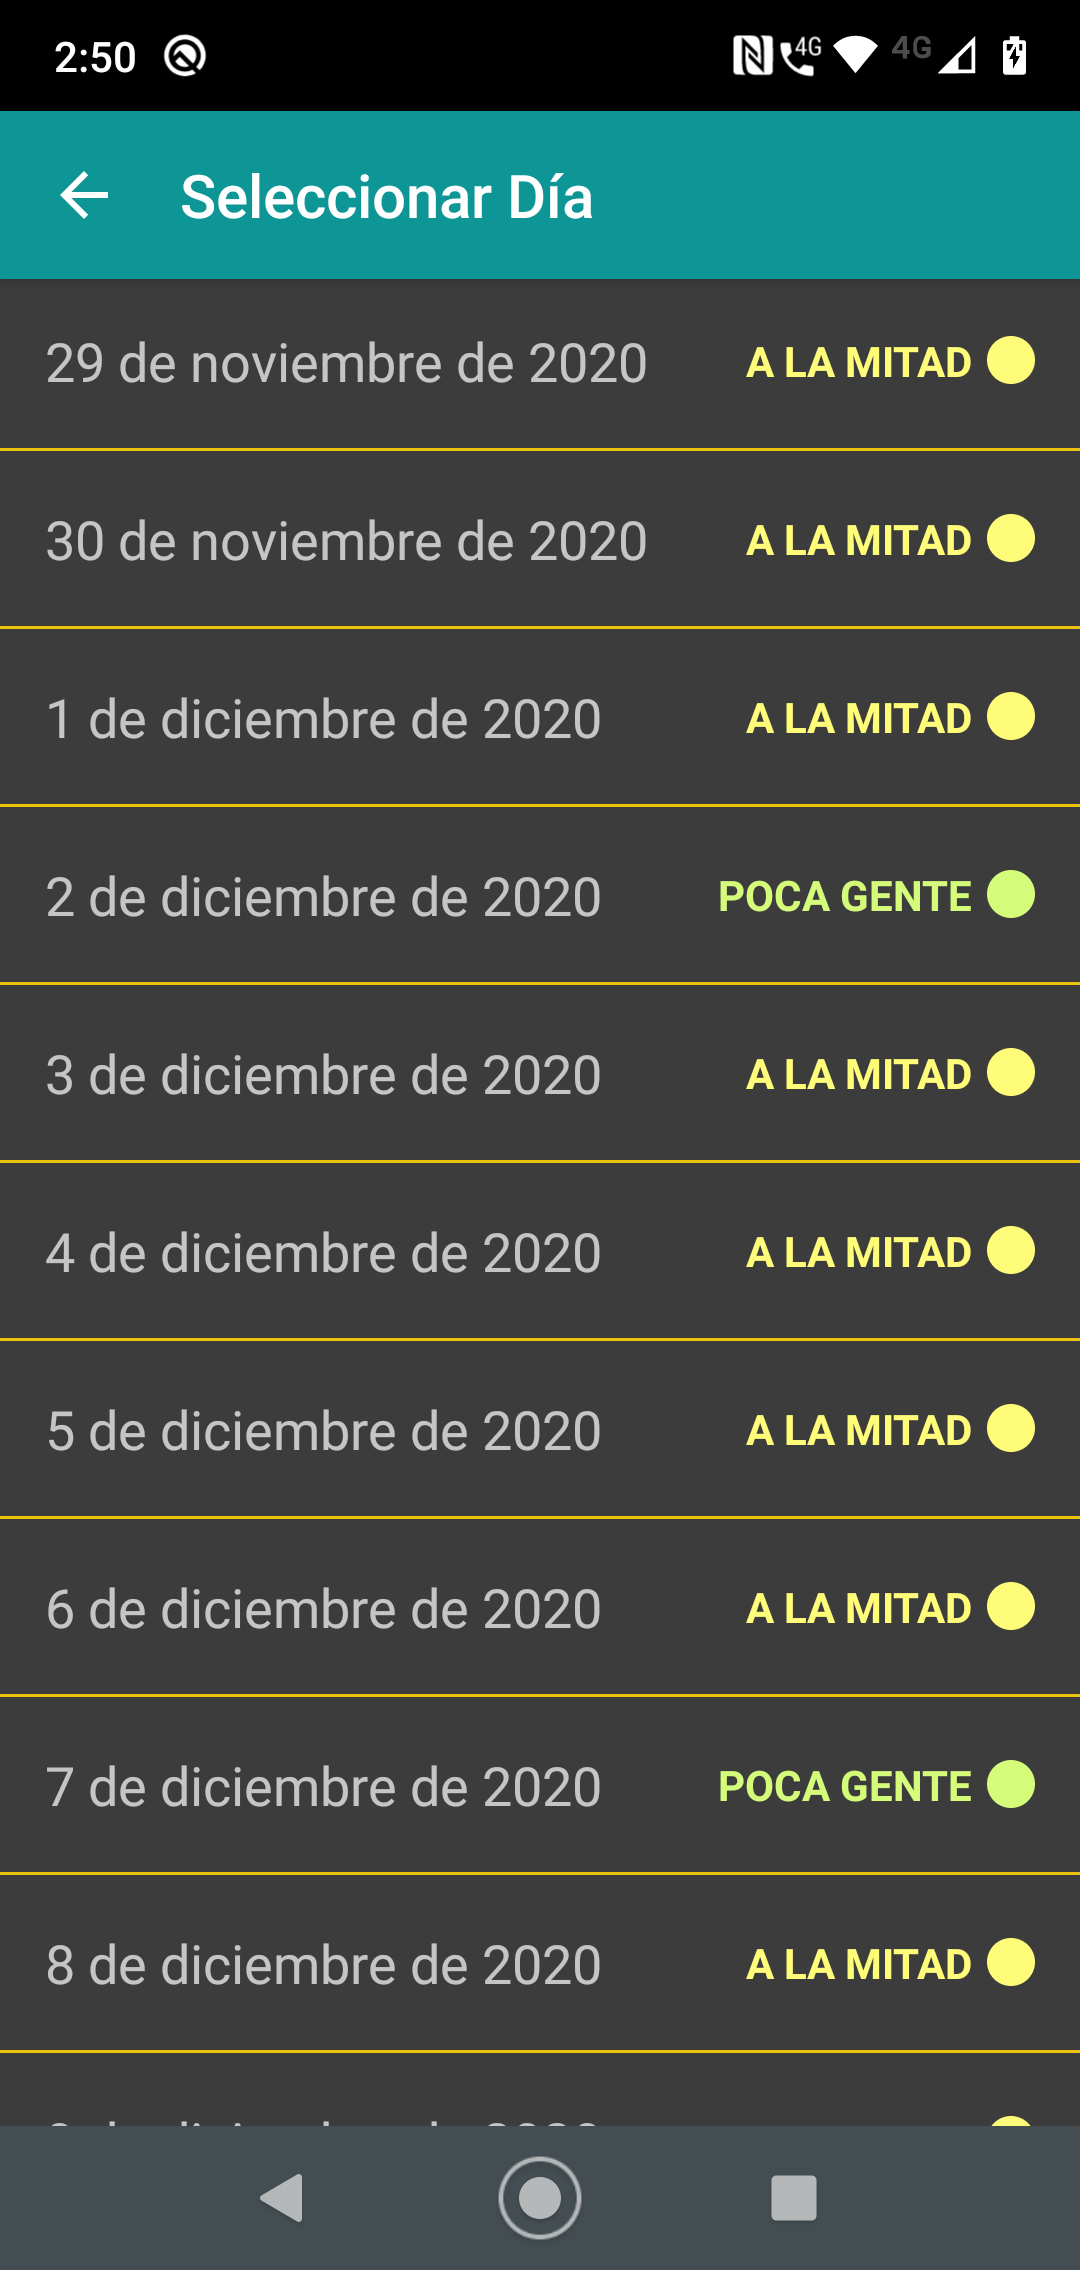 2:50
4G
4G
Seleccionar Día
29 de noviembre de 2020 A LA MITAD
30 de noviembre de 2020 A LA MITAD
1 de diciembre de 2020 A LA MITAD
2 de diciembre de 2020 POCA GENTE
3 de diciembre de 2020 A LA MITAD
4 de diciembre de 2020 A LA MITAD
5 de diciembre de 2020 A LA MITAD
6 de diciembre de 2020 A LA MITAD
7 de diciembre de 2020 POCA GENTE
8 de diciembre de 2020 A LA MITAD